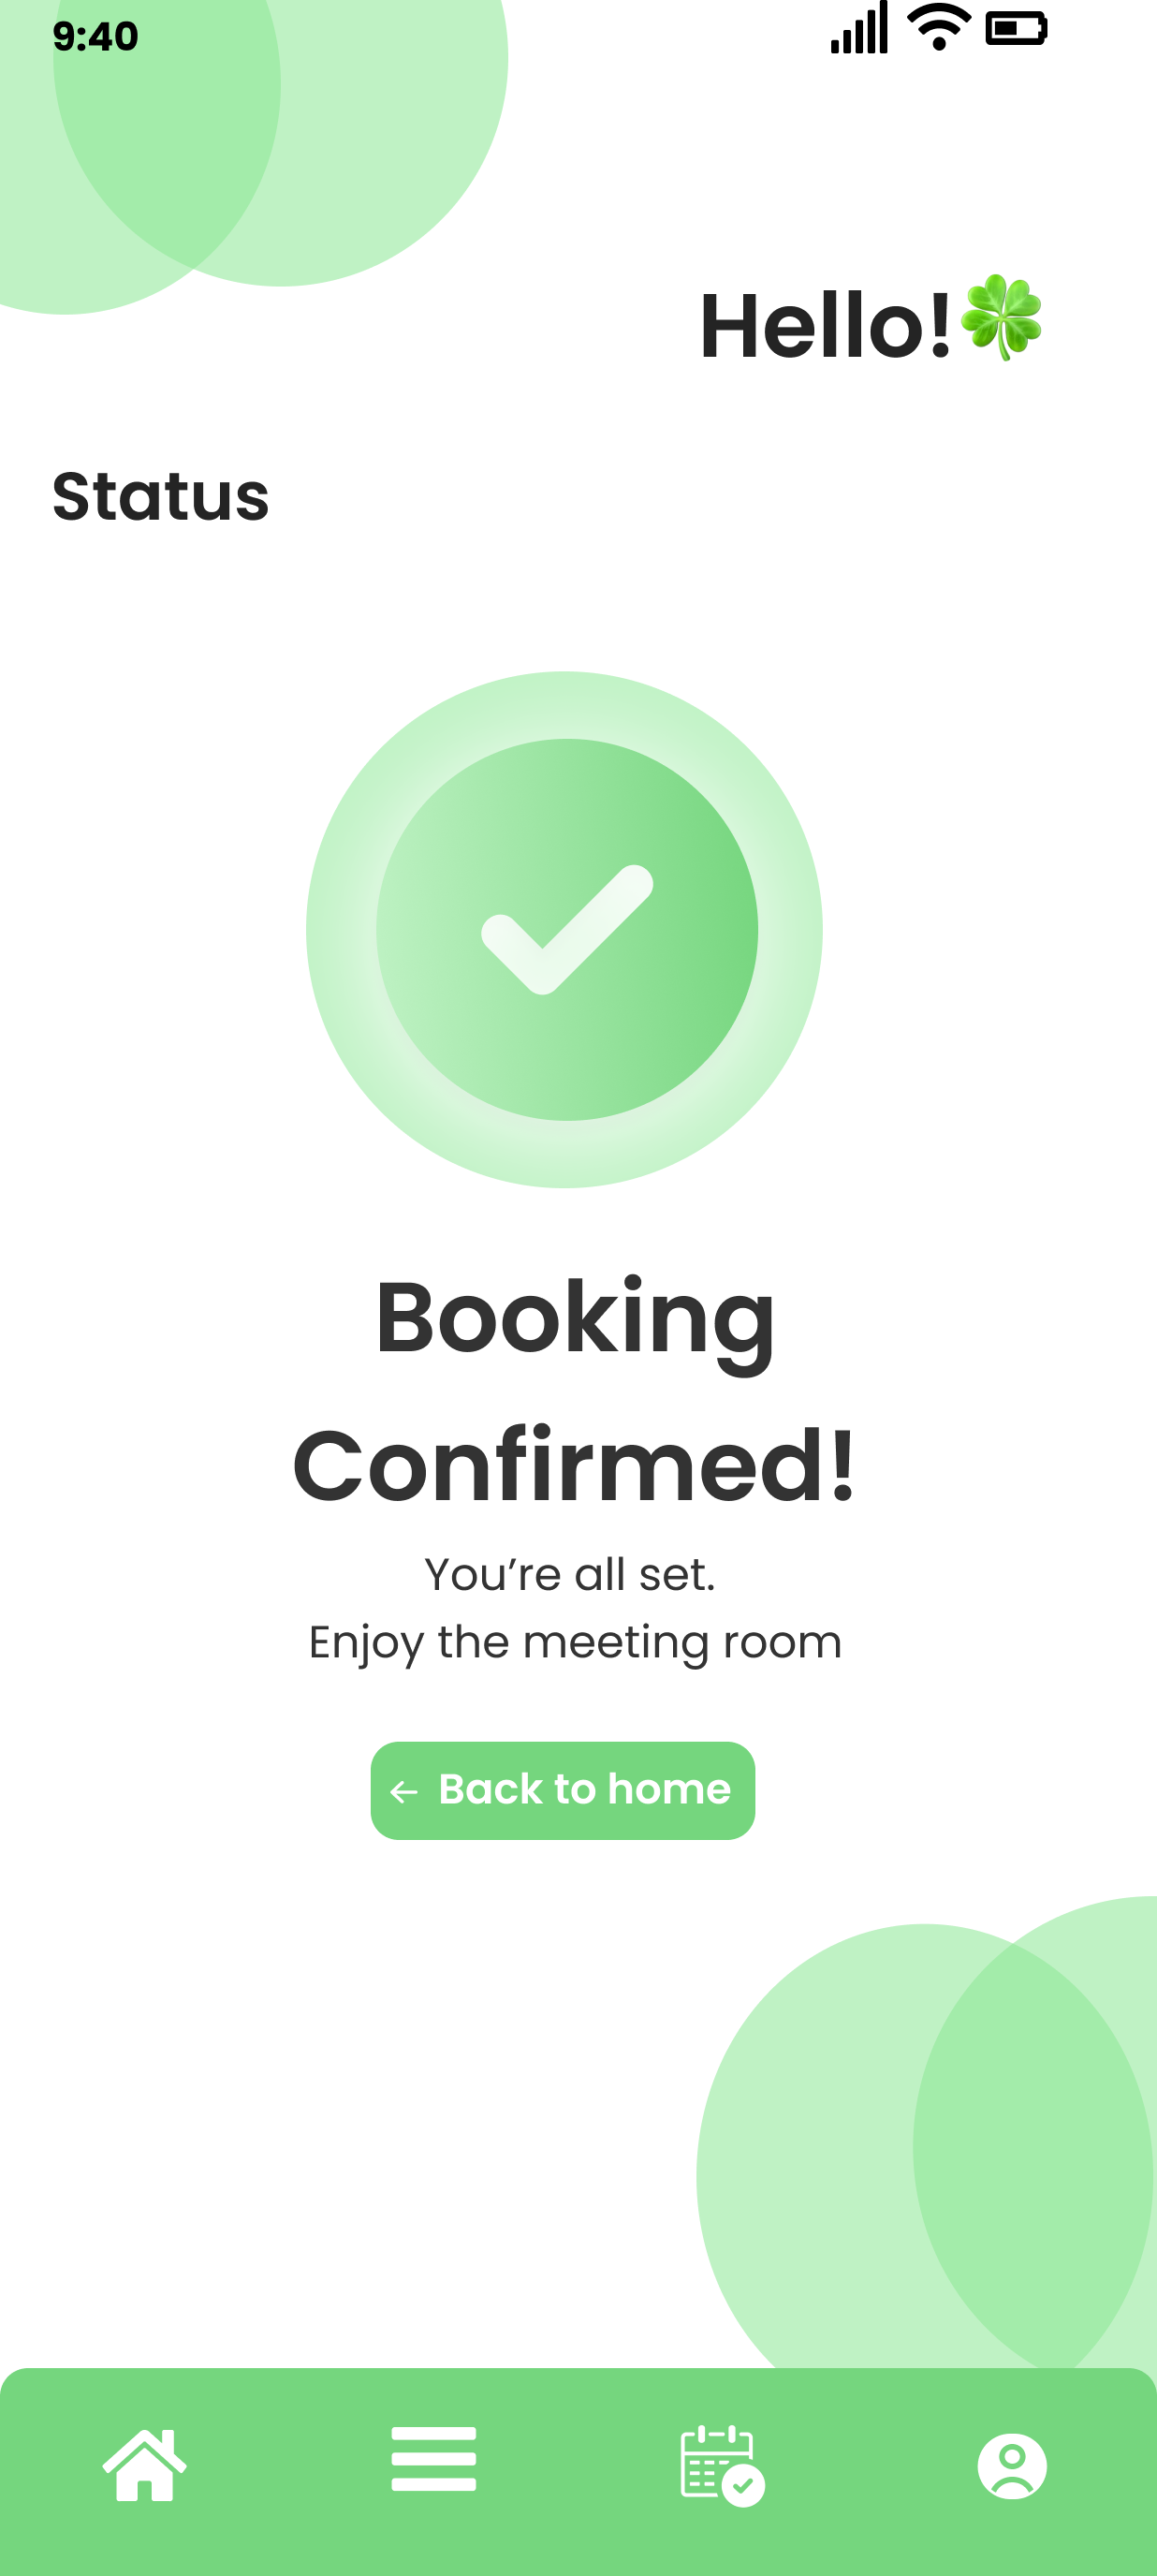 9:40
Hello!🍀
Status
Booking
Confirmed!
You’re all set.
Enjoy the meeting room
← Back to home